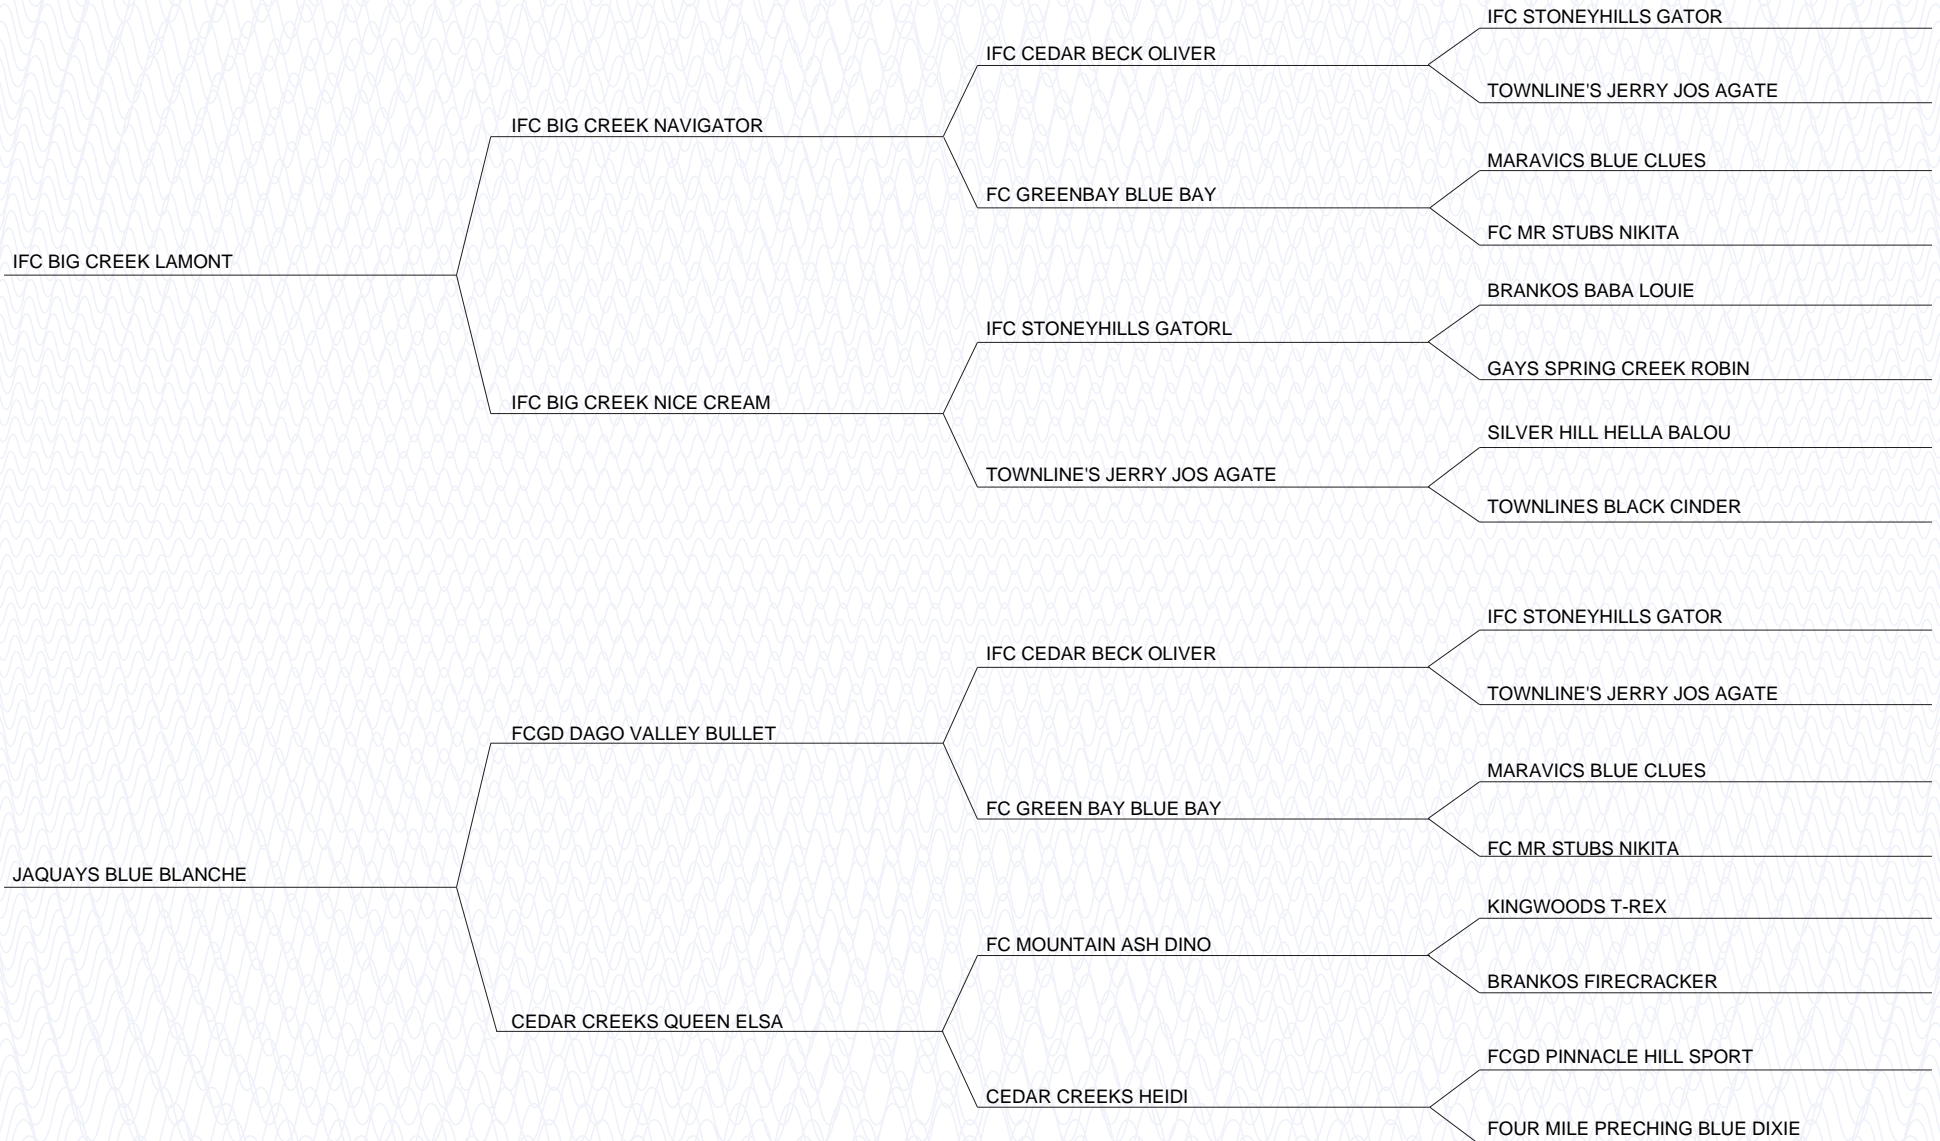 IFC STONEYHILLS GATOR
IFC CEDAR BECK OLIVER
TOWNLINE'S JERRY JOS AGATE
IFC BIG CREEK NAVIGATOR
MARAVICS BLUE CLUES
FC GREENBAY BLUE BAY
FC MR STUBS NIKITA
IFC BIG CREEK LAMONT
BRANKOS BABA LOUIE
IFC STONEYHILLS GATORL
GAYS SPRING CREEK ROBIN
IFC BIG CREEK NICE CREAM
SILVER HILL HELLA BALOU
TOWNLINE'S JERRY JOS AGATE
TOWNLINES BLACK CINDER
IFC STONEYHILLS GATOR
IFC CEDAR BECK OLIVER
TOWNLINE'S JERRY JOS AGATE
FCGD DAGO VALLEY BULLET
MARAVICS BLUE CLUES
FC GREEN BAY BLUE BAY
FC MR STUBS NIKITA
JAQUAYS BLUE BLANCHE
KINGWOODS T-REX
FC MOUNTAIN ASH DINO
BRANKOS FIRECRACKER
CEDAR CREEKS QUEEN ELSA
FCGD PINNACLE HILL SPORT
CEDAR CREEKS HEIDI
FOUR MILE PRECHING BLUE DIXIE